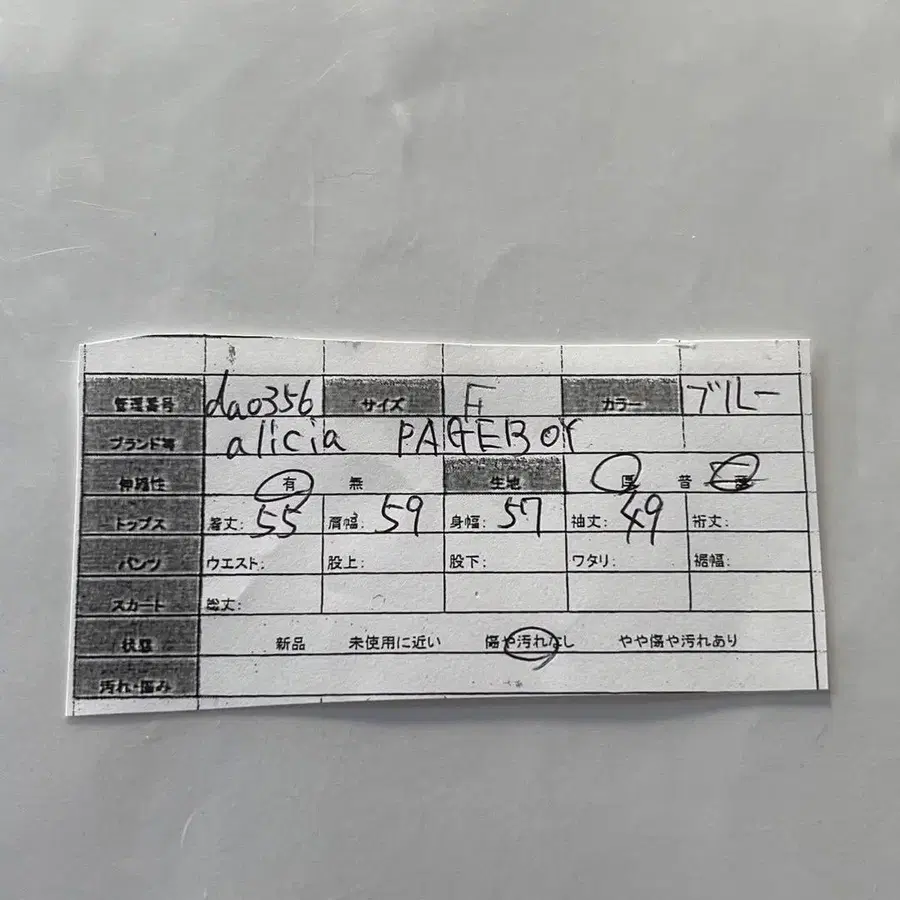 管理番号 da0356 サイズ F カラー ブルー
ブランド等 alicia PAGEBOY
伸縮性 有 無 生地 厚 普
トップス 着丈: 55 肩幅: 59 身幅: 57 袖丈: 49 裄丈:
パンツ ウエスト: 股上: 股下: ワタリ: 裾幅:
スカート 総丈:
状態 新品 未使用に近い 傷や汚れなし やや傷や汚れあり
汚れ・傷み